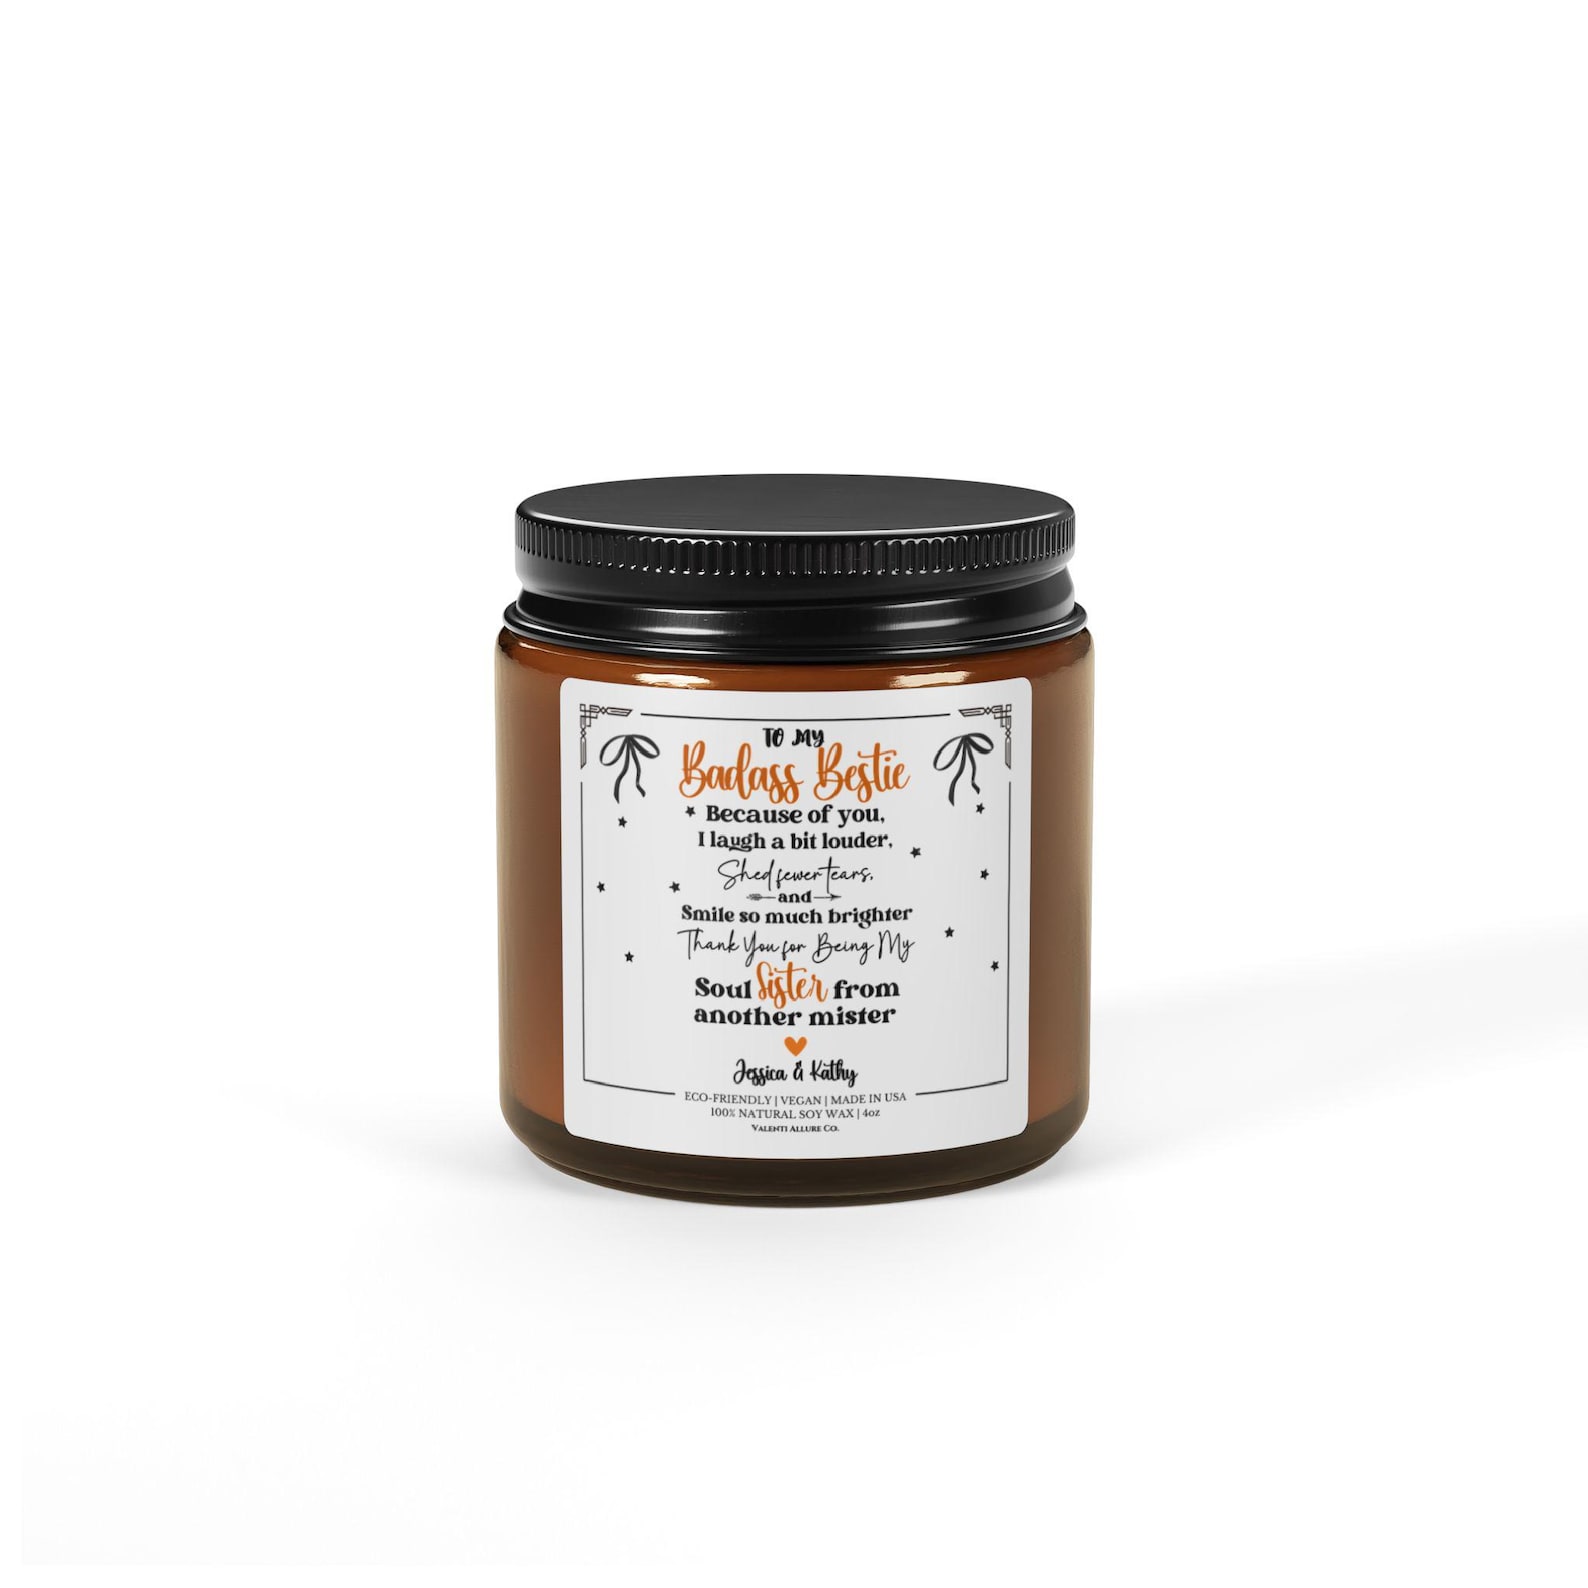 TO MY
Badass Bestie
Because of you,
I laugh a bit louder,
Shed fewer tears,
and
Smile so much brighter
Thank You for Being My
Soul Sister from
another mister
Jessica & Kathy
ECO-FRIENDLY | VEGAN | MADE IN USA
100% NATURAL SOY WAX | 4oz
VALENTI ALLURE CO.